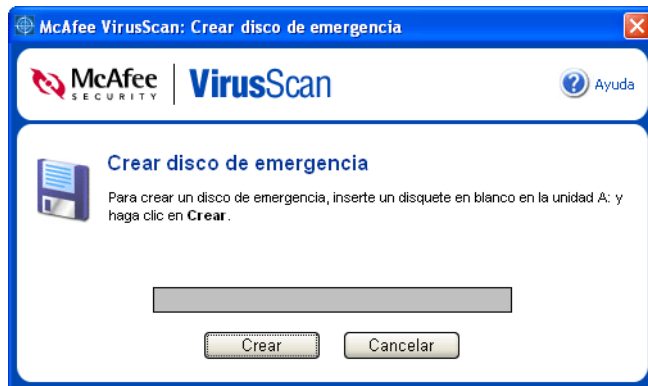 McAfee VirusScan: Crear disco de emergencia
McAfee SECURITY VirusScan
Ayuda
Crear disco de emergencia
Para crear un disco de emergencia, inserte un disquete en blanco en la unidad A: y
haga clic en Crear.
Crear Cancelar